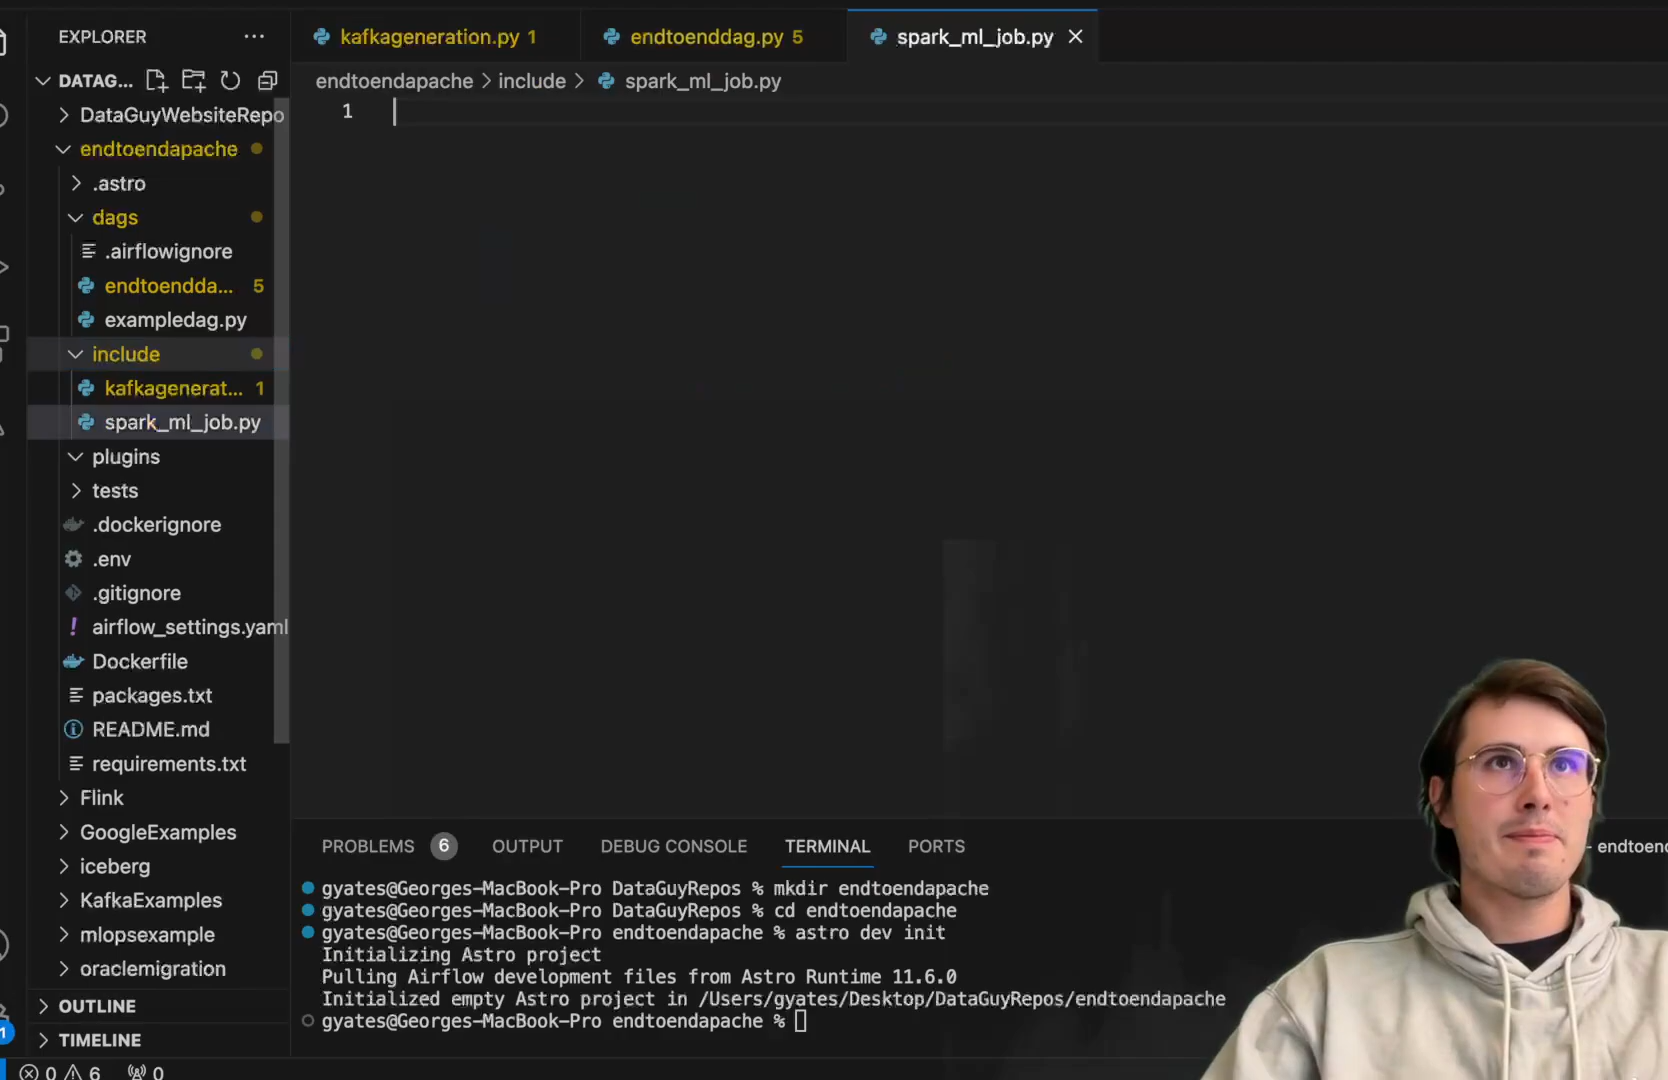 EXPLORER
DATAG...
DataGuyWebsiteRepo
endtoendapache
.astro
dags
.airflowignore
endtoendda... 5
exampledag.py
include
kafkagenerat... 1
spark_ml_job.py
plugins
tests
.dockerignore
.env
.gitignore
airflow_settings.yaml
Dockerfile
packages.txt
README.md
requirements.txt
Flink
GoogleExamples
iceberg
KafkaExamples
mlopsexample
oraclemigration
OUTLINE
TIMELINE
kafkageneration.py 1
endtoenddag.py 5
spark_ml_job.py
endtoendapache > include > spark_ml_job.py
1
PROBLEMS 6 OUTPUT DEBUG CONSOLE TERMINAL PORTS
- endtoend
gyates@Georges-MacBook-Pro DataGuyRepos % mkdir endtoendapache
gyates@Georges-MacBook-Pro DataGuyRepos % cd endtoendapache
gyates@Georges-MacBook-Pro endtoendapache % astro dev init
Initializing Astro project
Pulling Airflow development files from Astro Runtime 11.6.0
Initialized empty Astro project in /Users/gyates/Desktop/DataGuyRepos/endtoendapache
gyates@Georges-MacBook-Pro endtoendapache %
1
0 6 0